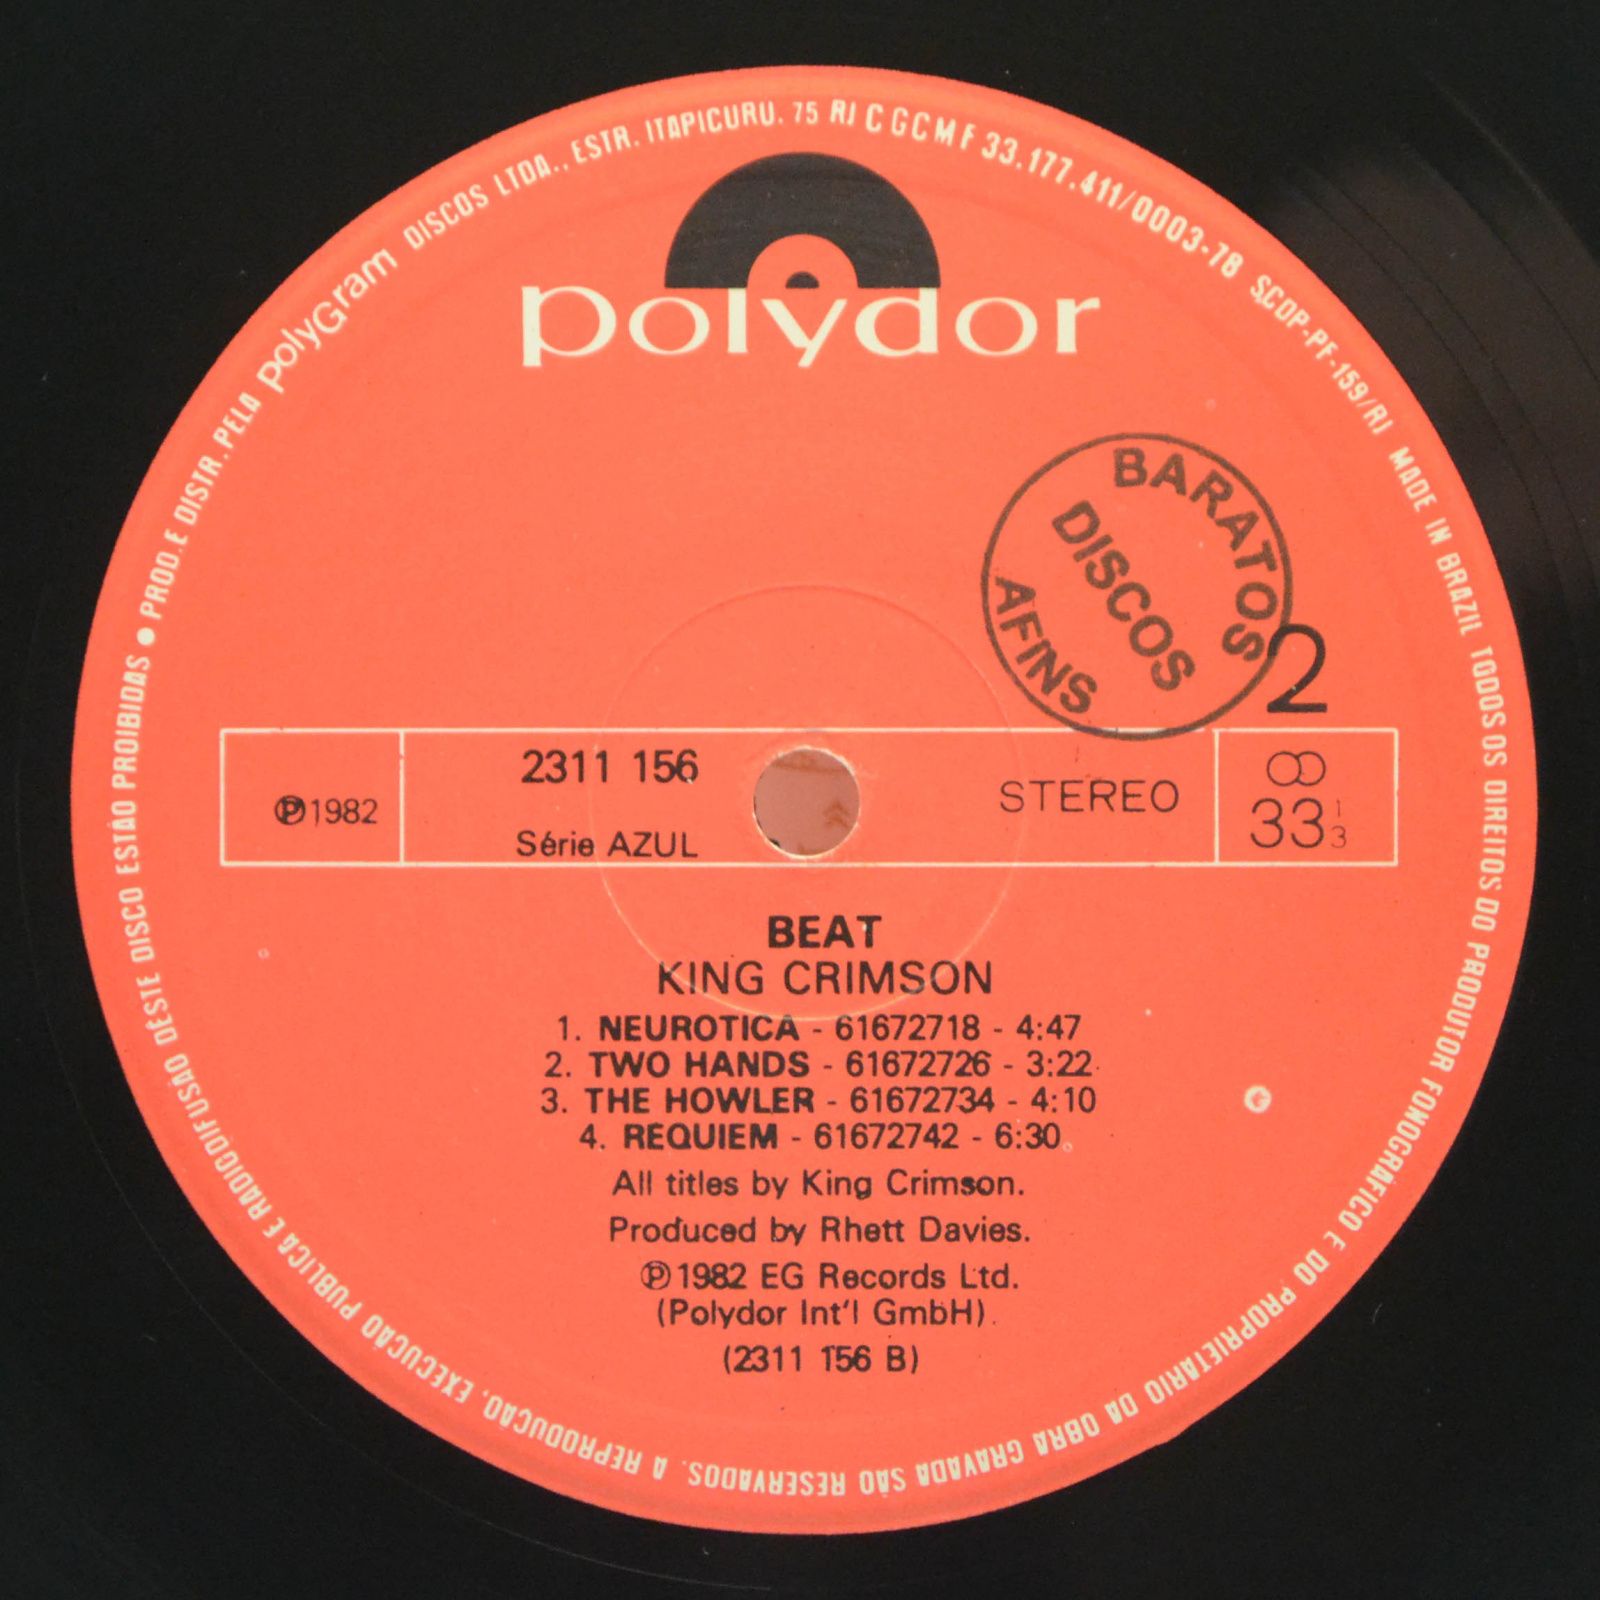 ● PROD. E DISTR. PELA polyGram DISCOS LTDA., ESTR. ITAPICURU. 75 RJ C G C M F 33.177.411/0003-78 SCDP-PF-159/RJ MADE IN BRAZIL TODOS OS DIREITOS DO PRODUTOR FONOGRÁFICO E DO PROPRIETARIO DA OBRA GRAVADA SÃO RESERVADOS. A REPRODUÇÃO, EXECUÇÃO PUBLICA E RADIODIFUSÃO DESTE DISCO ESTÃO PROIBIDAS
polydor
BARATOS
DISCOS
AFINS
2
℗1982
2311 156
Série AZUL
STEREO
33 1/3
BEAT
KING CRIMSON
1. NEUROTICA - 61672718 - 4:47
2. TWO HANDS - 61672726 - 3:22
3. THE HOWLER - 61672734 - 4:10
4. REQUIEM - 61672742 - 6:30
All titles by King Crimson.
Produced by Rhett Davies.
℗1982 EG Records Ltd.
(Polydor Int'l GmbH).
(2311 156 B)